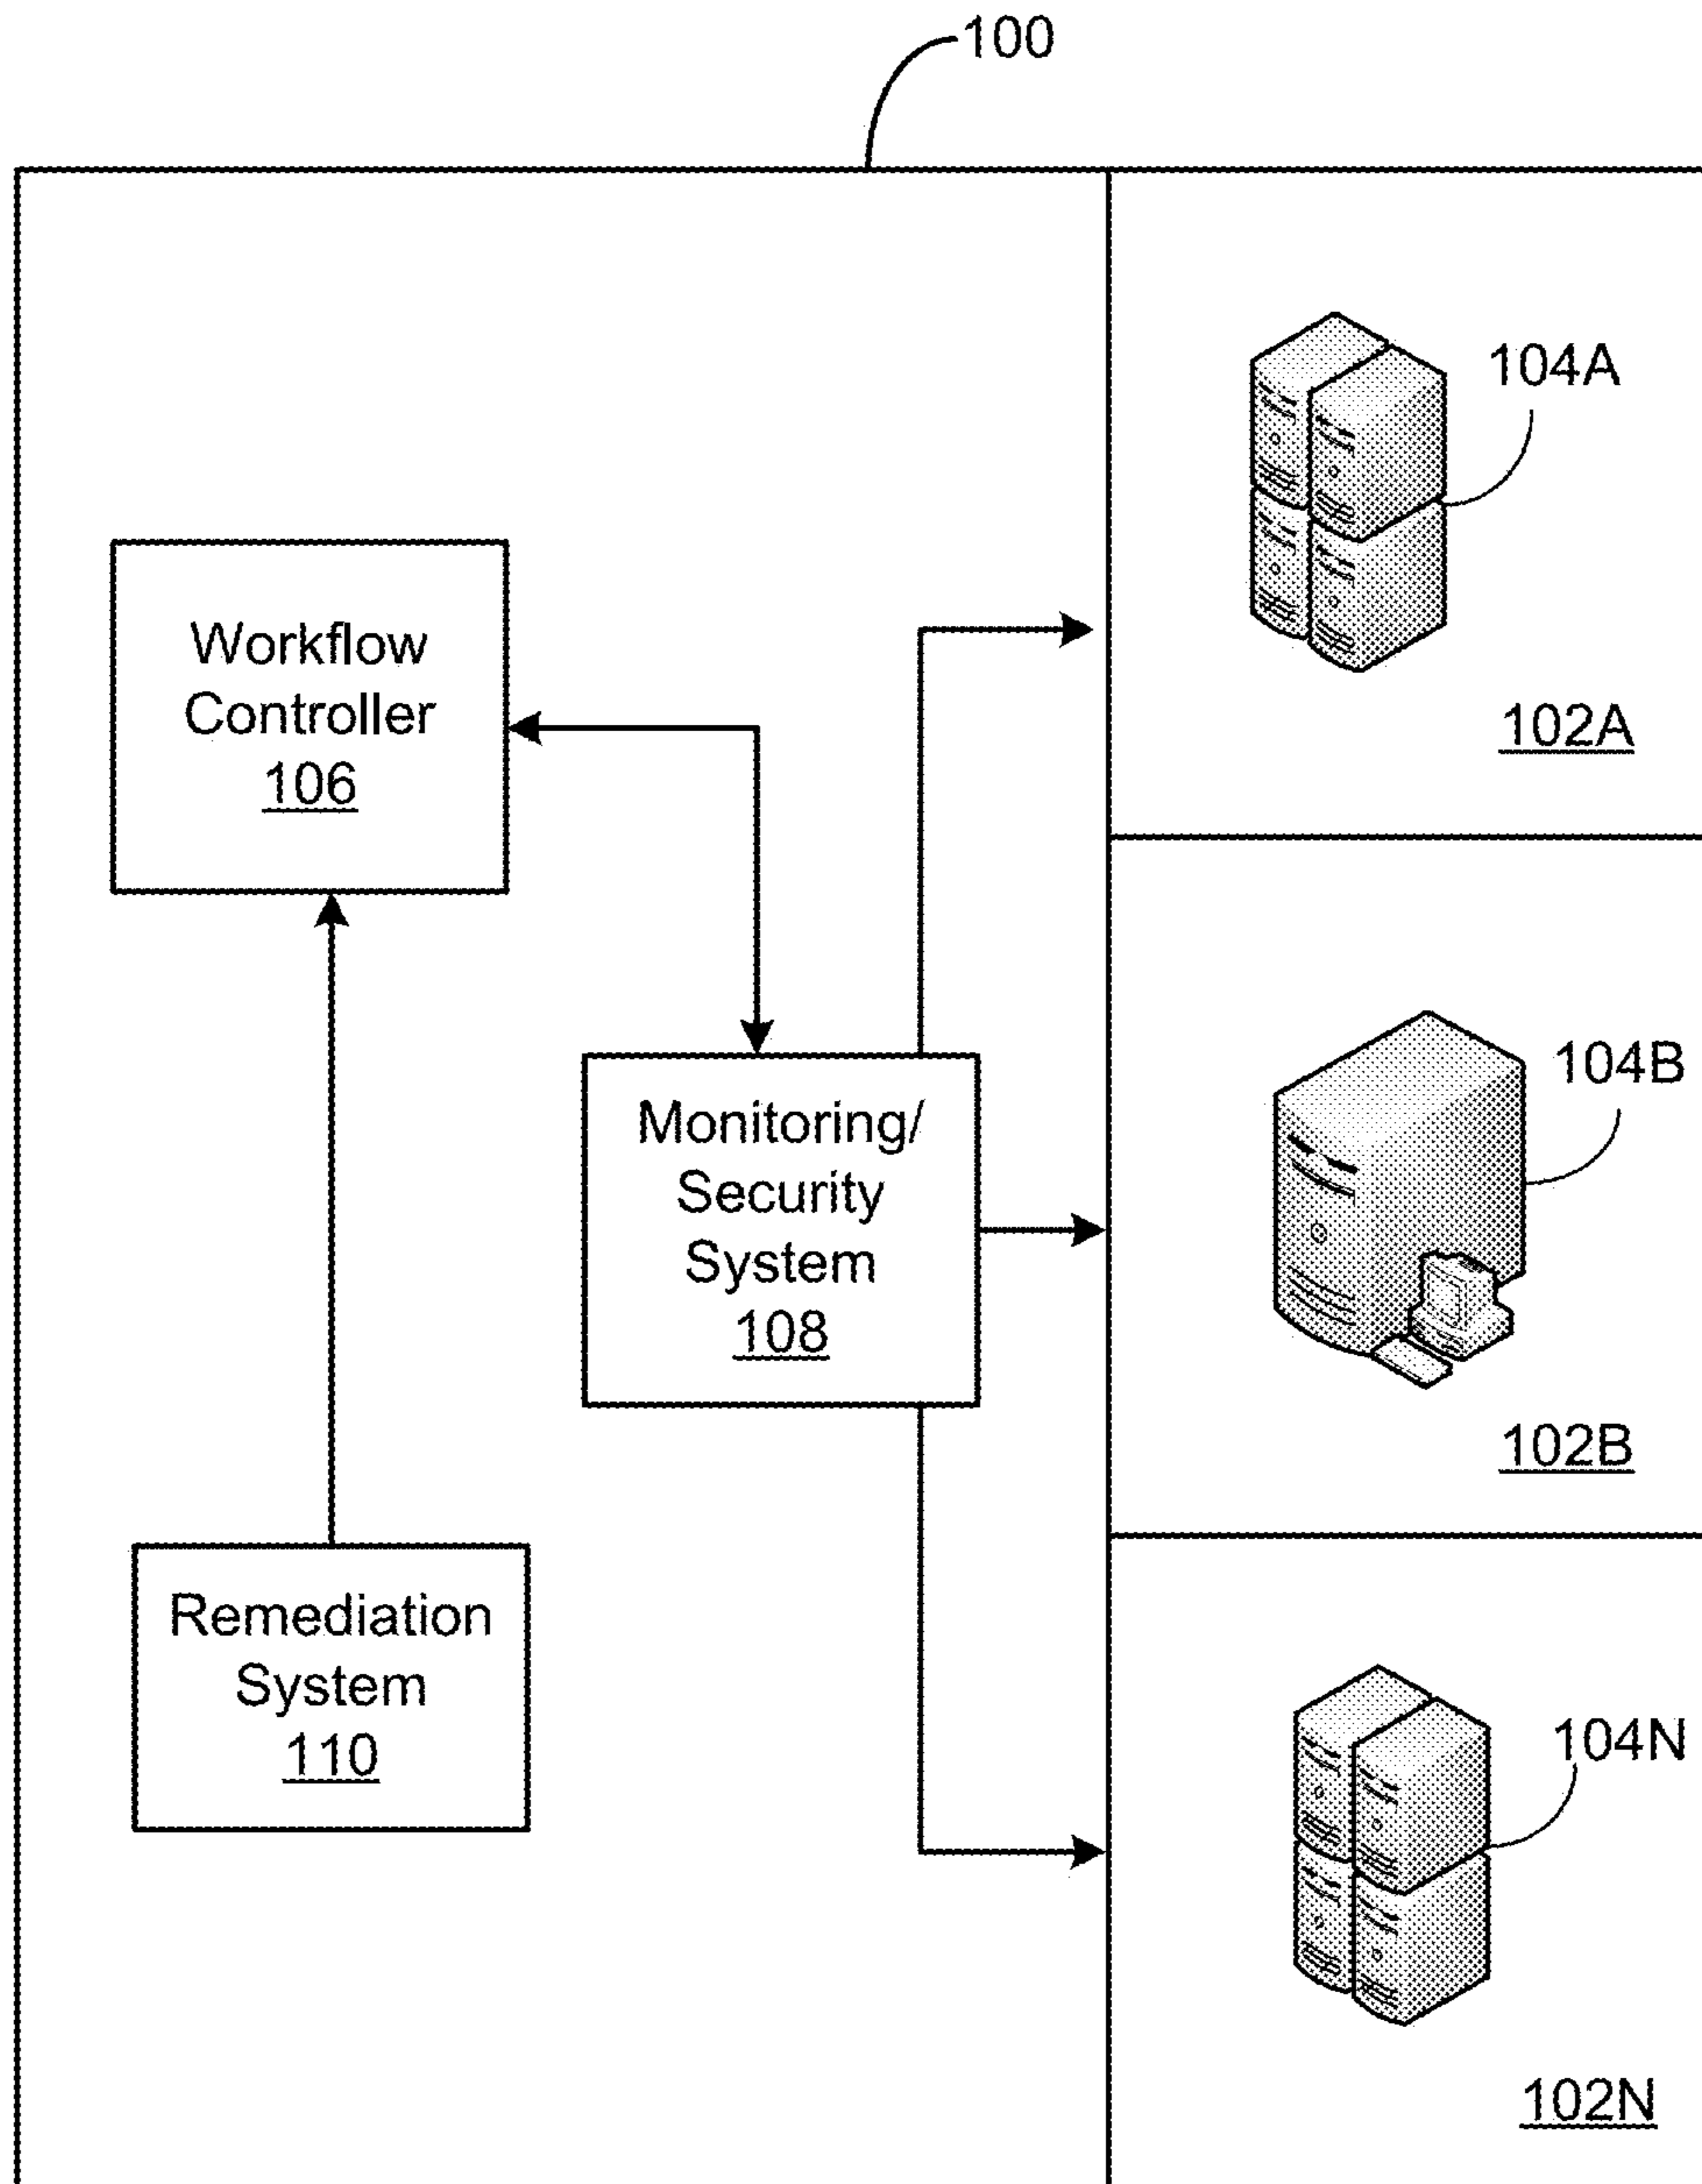 100
104A
Workflow
Controller
106
102A
104B
Monitoring/
Security
System
108
102B
Remediation
System
110
104N
102N